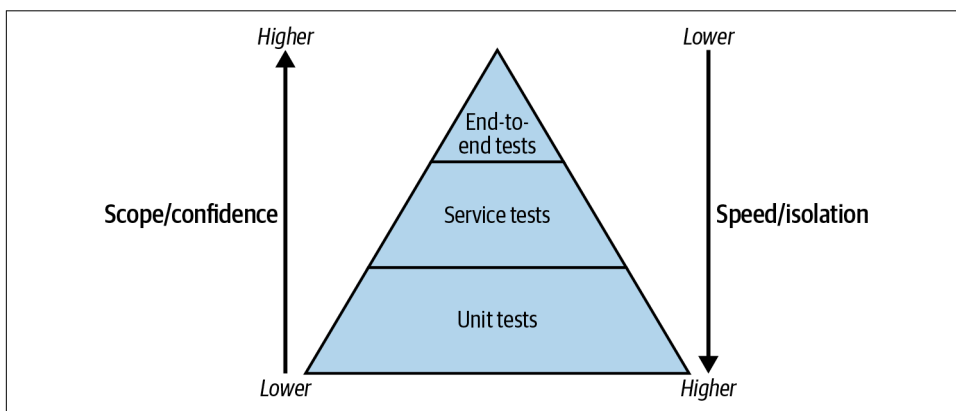 Higher
Lower
End-to-
end tests
Scope/confidence
Service tests
Speed/isolation
Unit tests
Lower
Higher